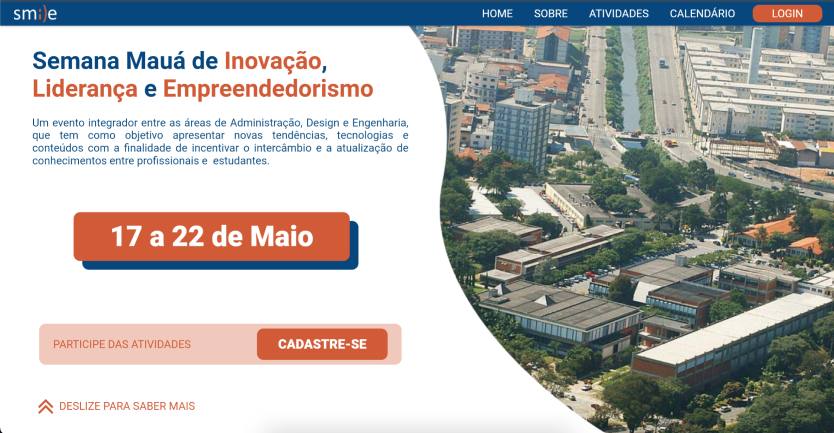 smile
HOME SOBRE ATIVIDADES CALENDÁRIO LOGIN
Semana Mauá de Inovação,
Liderança e Empreendedorismo
Um evento integrador entre as áreas de Administração, Design e Engenharia,
que tem como objetivo apresentar novas tendências, tecnologias e
conteúdos com a finalidade de incentivar o intercâmbio e a atualização de
conhecimentos entre profissionais e estudantes.
17 a 22 de Maio
PARTICIPE DAS ATIVIDADES
CADASTRE-SE
DESLIZE PARA SABER MAIS